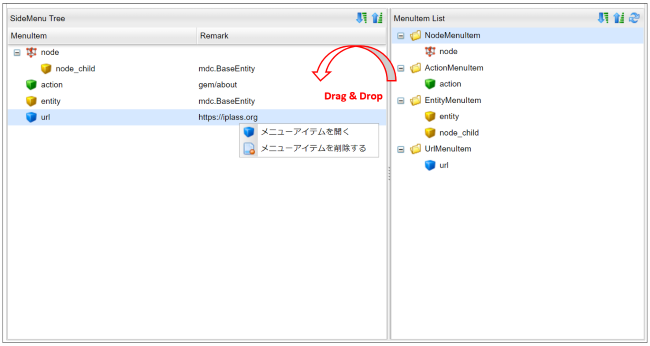 SideMenu Tree
MenuItem Remark
node
node_child mdc.BaseEntity
action gem/about
entity mdc.BaseEntity
url https://iplass.org
メニューアイテムを開く
メニューアイテムを削除する
Drag & Drop
MenuItem List
NodeMenuItem
node
ActionMenuItem
action
EntityMenuItem
entity
node_child
UrlMenuItem
url